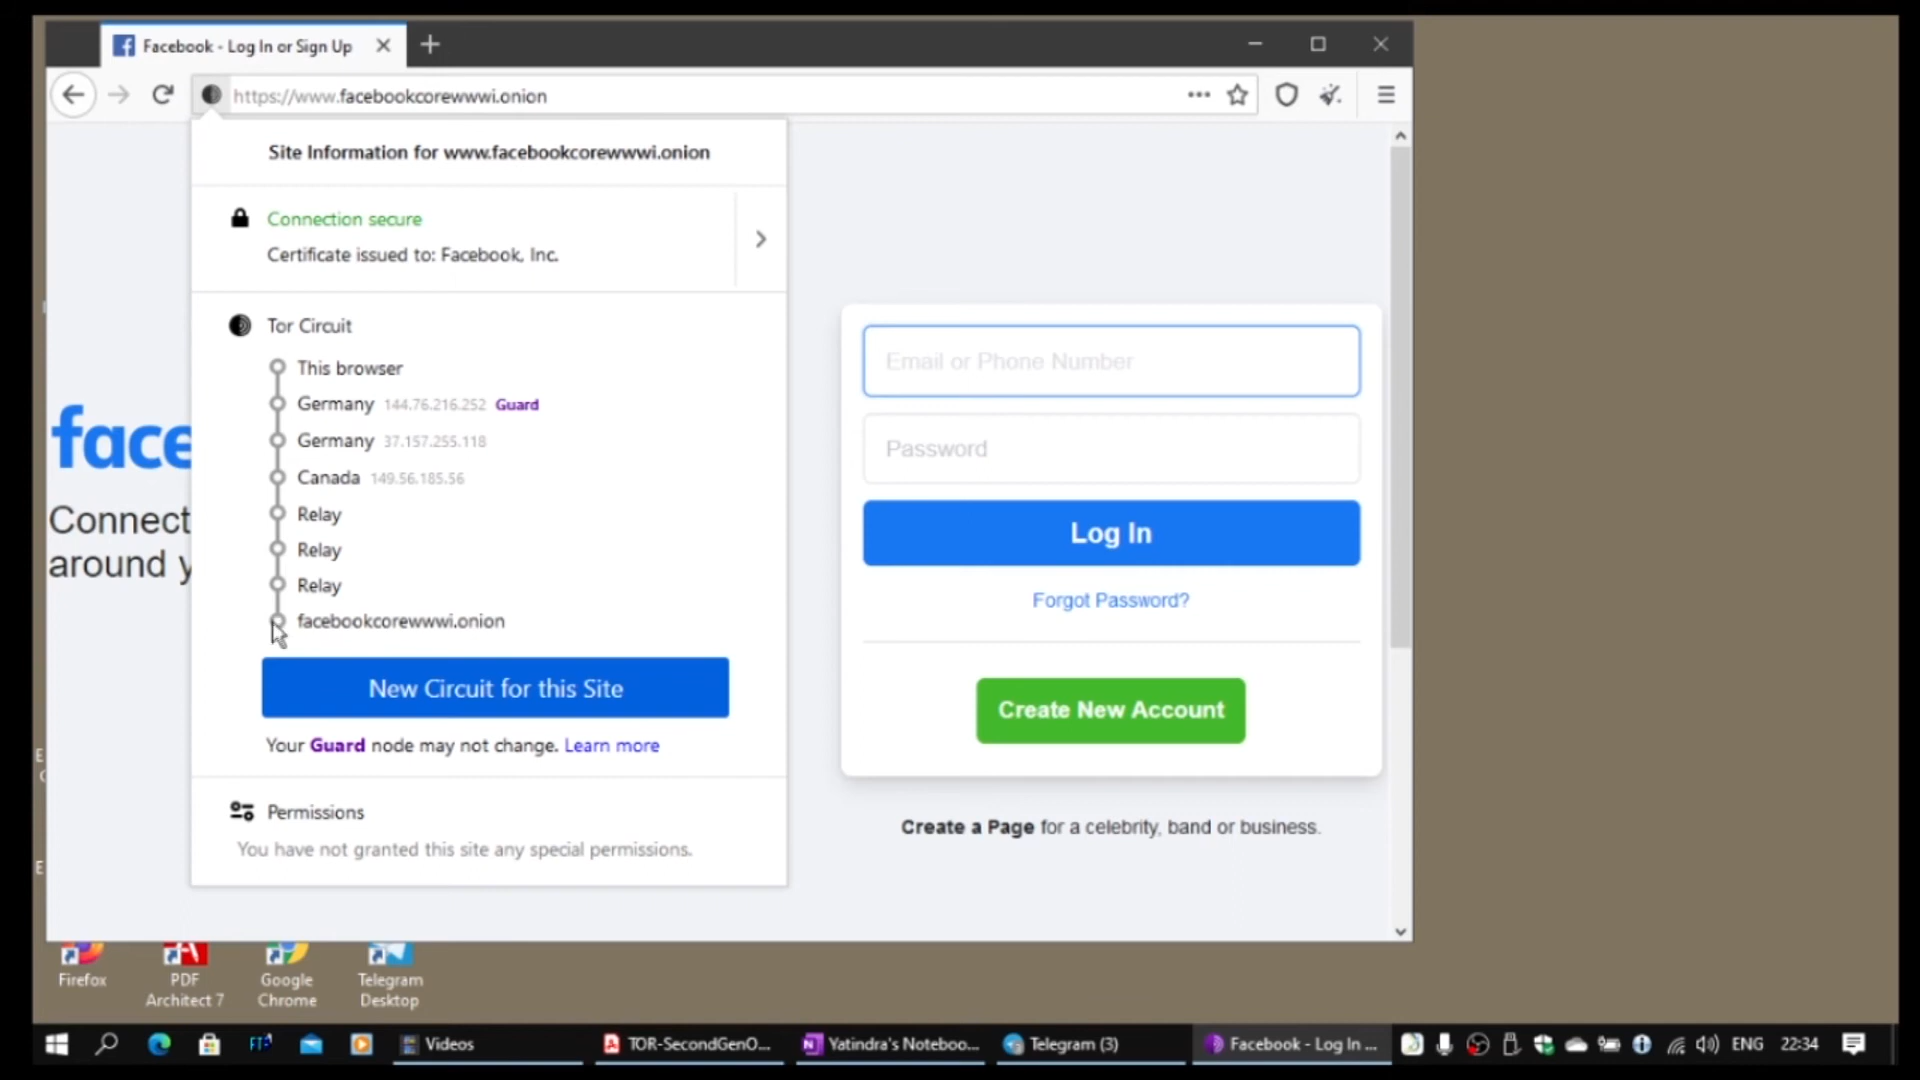 Facebook - Log In or Sign Up
https://www.facebookcorewwwi.onion
Site Information for www.facebookcorewwwi.onion
Connection secure
Certificate issued to: Facebook, Inc.
Tor Circuit
This browser
Germany 144.76.216.252 Guard
Germany 37.157.255.118
Canada 149.56.185.56
Relay
Relay
Relay
facebookcorewwwi.onion
New Circuit for this Site
Your Guard node may not change. Learn more
Permissions
You have not granted this site any special permissions.
face
Connect
around y
Email or Phone Number
Password
Log In
Forgot Password?
Create New Account
Create a Page for a celebrity, band or business.
Firefox
PDF
Architect 7
Google
Chrome
Telegram
Desktop
Videos
TOR-SecondGenO...
Yatindra's Noteboo...
Telegram (3)
Facebook - Log In ...
ENG
22:34